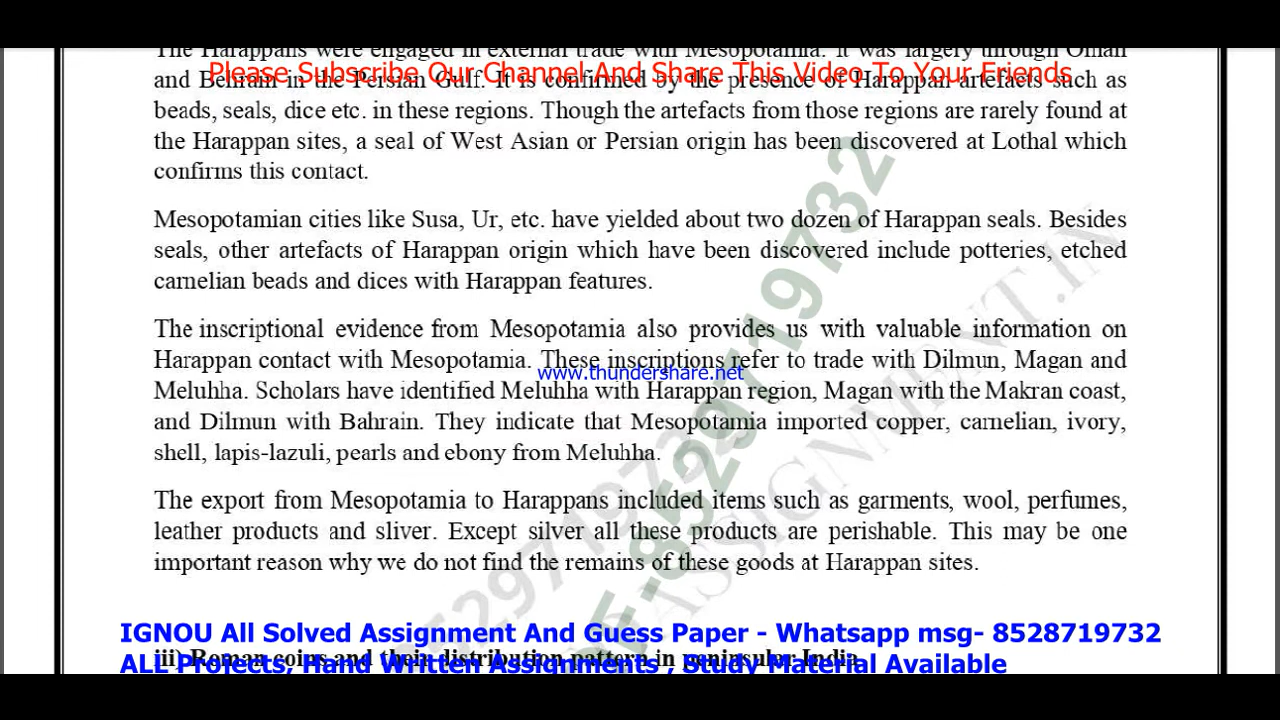 The Harappans were engaged in external trade with Mesopotamia. It was largely through Oman
Please Subscribe Our Channel And Share This Video To Your Friends
and Behrain in the Persian Gulf. It is confirmed by the presence of Harappan artefacts such as
beads, seals, dice etc. in these regions. Though the artefacts from those regions are rarely found at
the Harappan sites, a seal of West Asian or Persian origin has been discovered at Lothal which
confirms this contact.
Mesopotamian cities like Susa, Ur, etc. have yielded about two dozen of Harappan seals. Besides
seals, other artefacts of Harappan origin which have been discovered include potteries, etched
carnelian beads and dices with Harappan features.
The inscriptional evidence from Mesopotamia also provides us with valuable information on
Harappan contact with Mesopotamia. These inscriptions refer to trade with Dilmun, Magan and
www.thundershare.net
Meluhha. Scholars have identified Meluhha with Harappan region, Magan with the Makran coast,
and Dilmun with Bahrain. They indicate that Mesopotamia imported copper, carnelian, ivory,
shell, lapis-lazuli, pearls and ebony from Meluhha.
The export from Mesopotamia to Harappans included items such as garments, wool, perfumes,
leather products and sliver. Except silver all these products are perishable. This may be one
important reason why we do not find the remains of these goods at Harappan sites.
IGNOU All Solved Assignment And Guess Paper - Whatsapp msg- 8528719732
iii) Roman coins and their distribution pattern in peninsular India
ALL Projects, Hand Written Assignments , Study Material Available